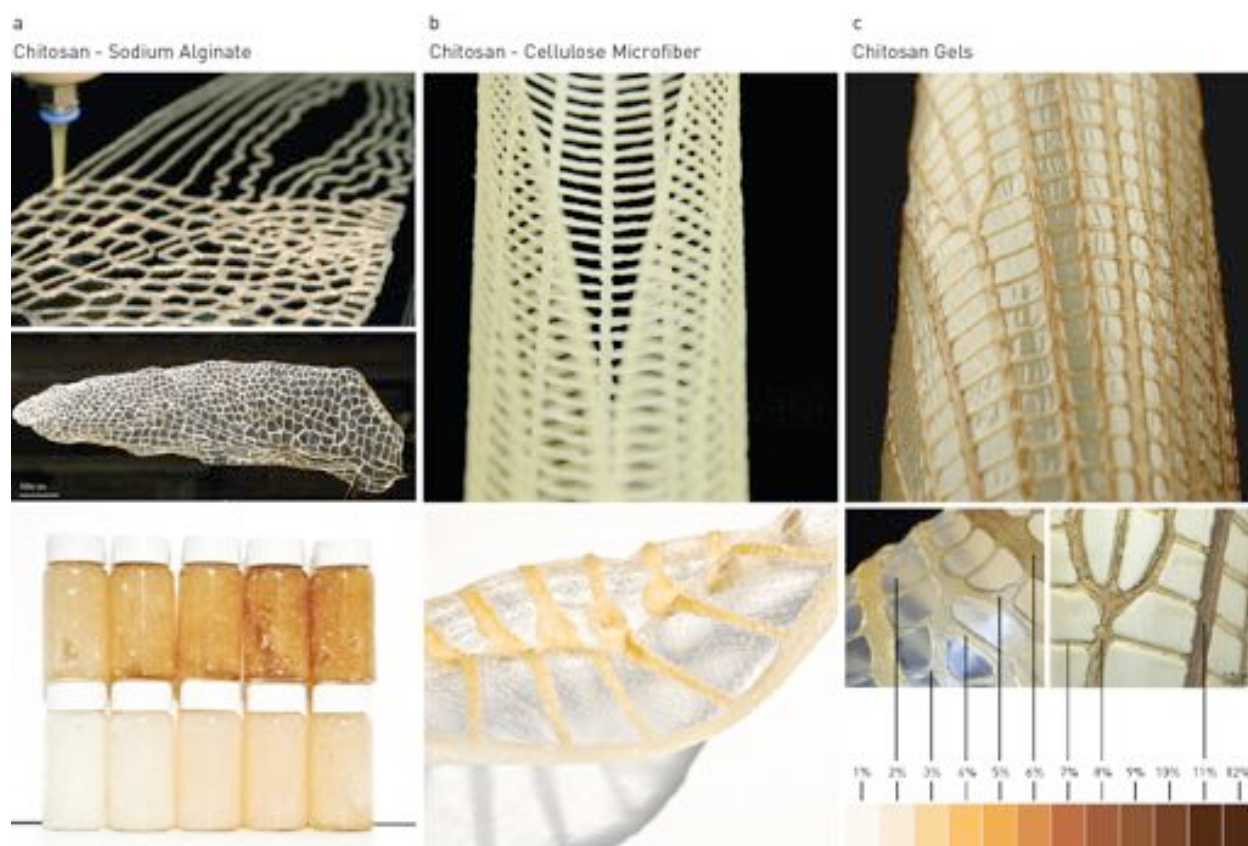 a
Chitosan - Sodium Alginate
b
Chitosan - Cellulose Microfiber
c
Chitosan Gels
1% 2% 3% 4% 5% 6% 7% 8% 9% 10% 11% 12%